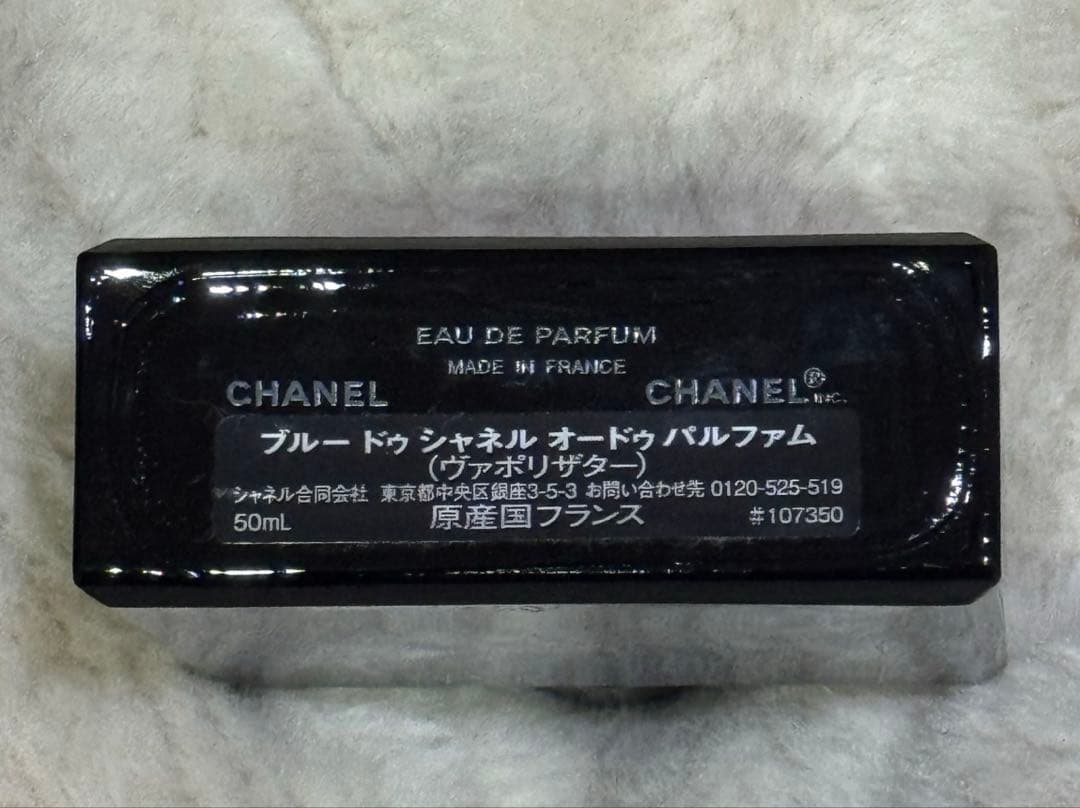 EAU DE PARFUM
MADE IN FRANCE
CHANEL CHANEL® INC.
ブルー ドゥ シャネル オードゥ パルファム
(ヴァポリザター)
シャネル合同会社 東京都中央区銀座3-5-3 お問い合わせ先 0120-525-519
50mL 原産国フランス #107350